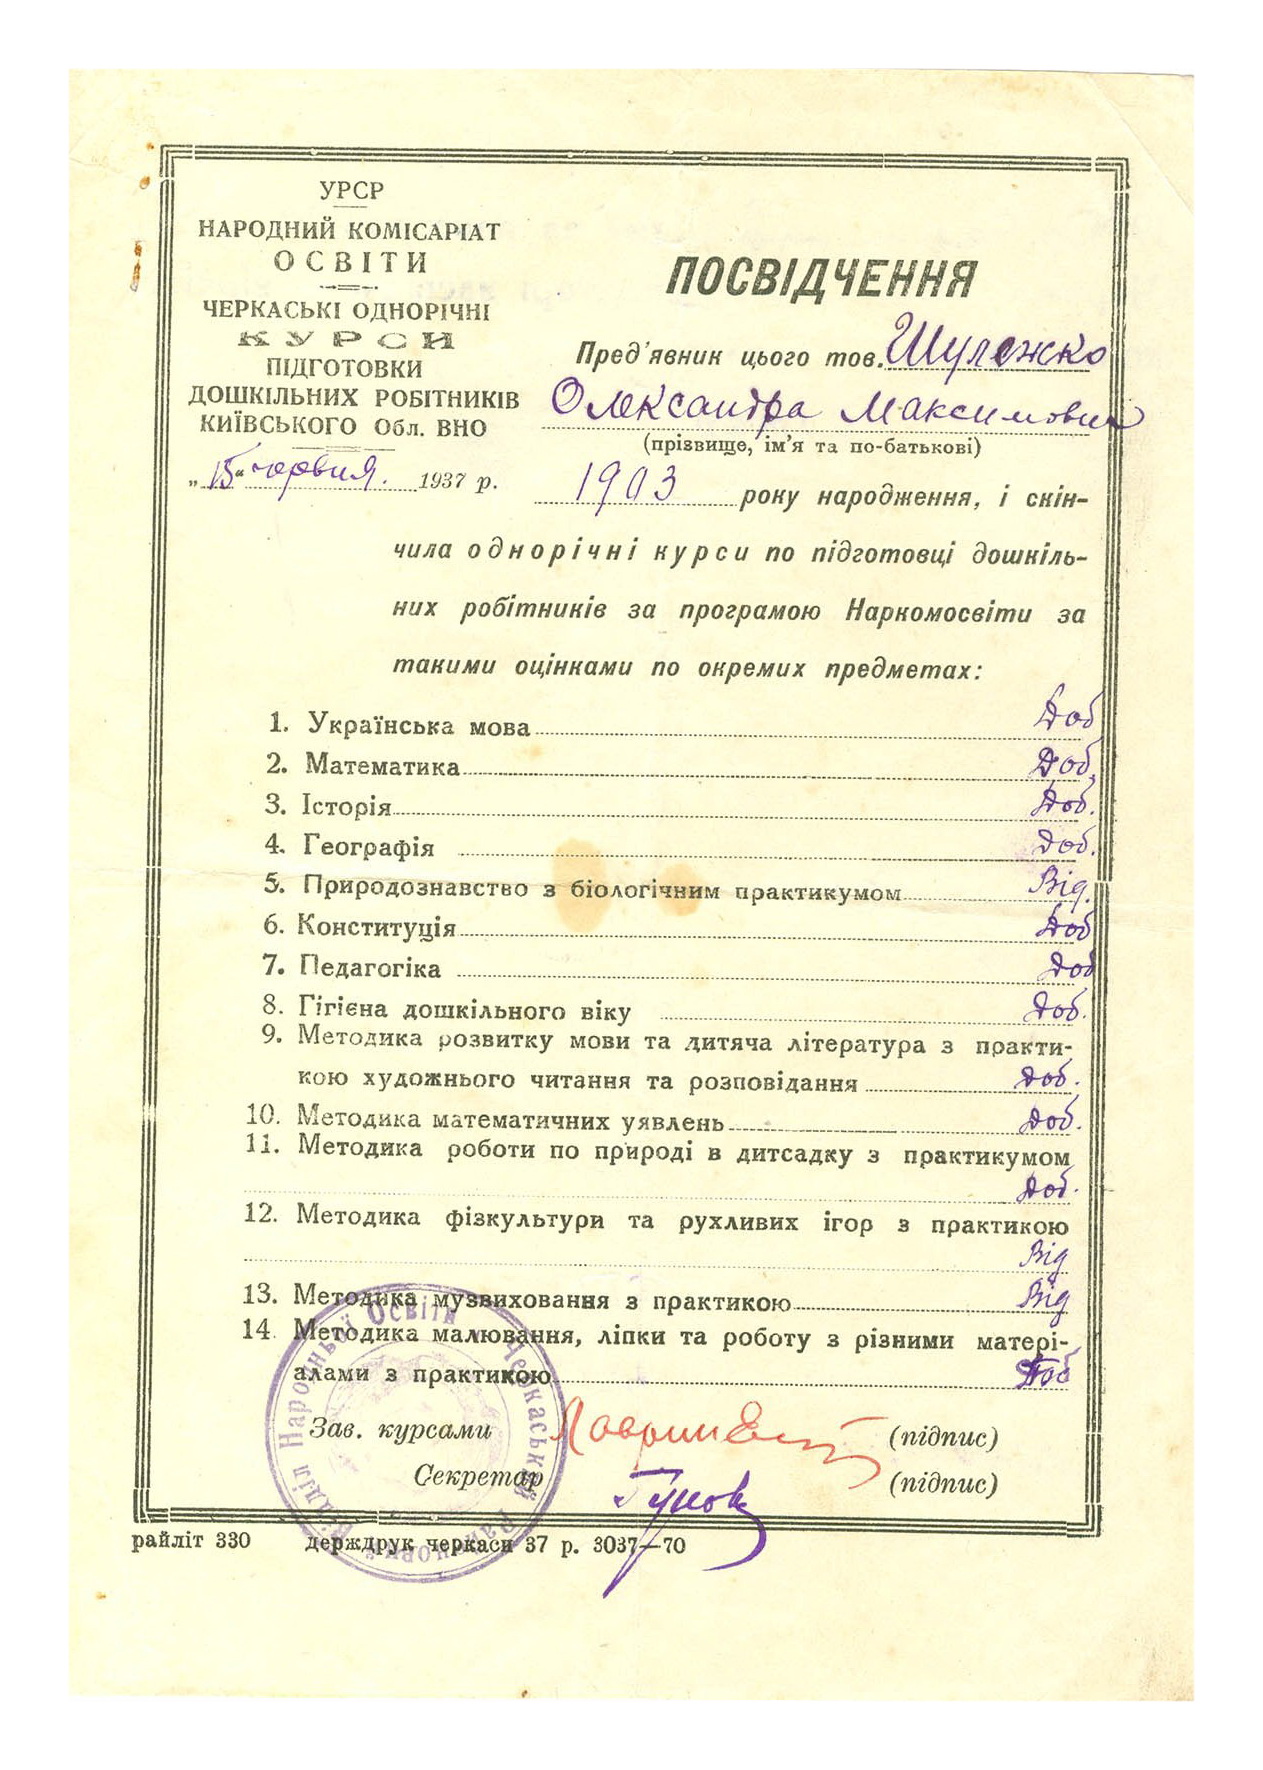 УРСР
НАРОДНИЙ КОМІСАРІАТ
ОСВІТИ
ЧЕРКАСЬКІ ОДНОРІЧНІ
КУРСИ
ПІДГОТОВКИ
ДОШКІЛЬНИХ РОБІТНИКІВ
КИЇВСЬКОГО Обл. ВНО
„15“ червня. 1937 р.
ПОСВІДЧЕННЯ
Пред'явник цього тов. Шулежко
Олександра Максимовна
(прізвище, ім'я та по-батькові)
1903 року народження, і скін-
чила однорічні курси по підготовці дошкіль-
них робітників за програмою Наркомосвіти за
такими оцінками по окремих предметах:
1. Українська мова Доб
2. Математика Доб.
3. Історія Доб.
4. Географія Доб.
5. Природознавство з біологічним практикумом Від.
6. Конституція Доб
7. Педагогіка Доб
8. Гігієна дошкільного віку Доб.
9. Методика розвитку мови та дитяча література з практи-
кою художнього читання та розповідання Доб.
10. Методика математичних уявлень Доб.
11. Методика роботи по природі в дитсадку з практикумом
Доб.
12. Методика фізкультури та рухливих ігор з практикою
Від
13. Методика музвиховання з практикою Від
14. Методика малювання, ліпки та роботу з різними матері-
алами з практикою Доб
Зав. курсами (підпис)
Секретар (підпис)
Відділ Народньої Освіти Черкаський Районовик
райліт 330 держдрук черкаси 37 р. 3037—70